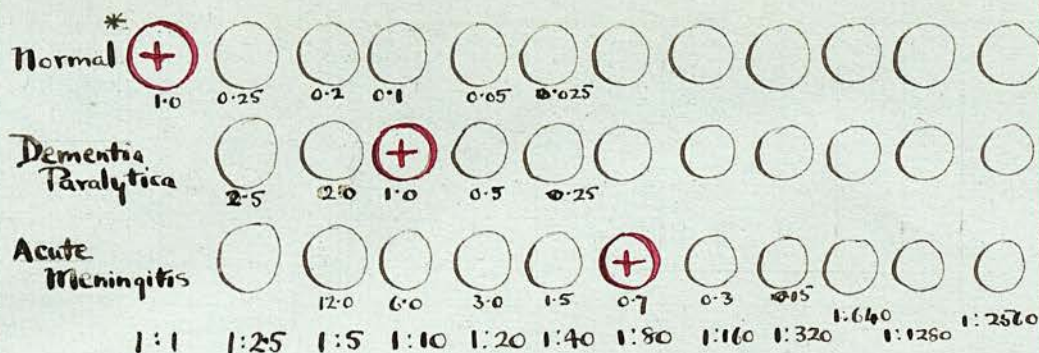 *
Normal + 
1.0 0.25 0.2 0.1 0.05 0.025
Dementia +
Paralytica
2.5 2.0 1.0 0.5 0.25
Acute +
Meningitis
12.0 6.0 3.0 1.5 0.7 0.3 0.15
1:1 1:2.5 1:5 1:10 1:20 1:40 1:80 1:160 1:320 1:640 1:1280 1:2560